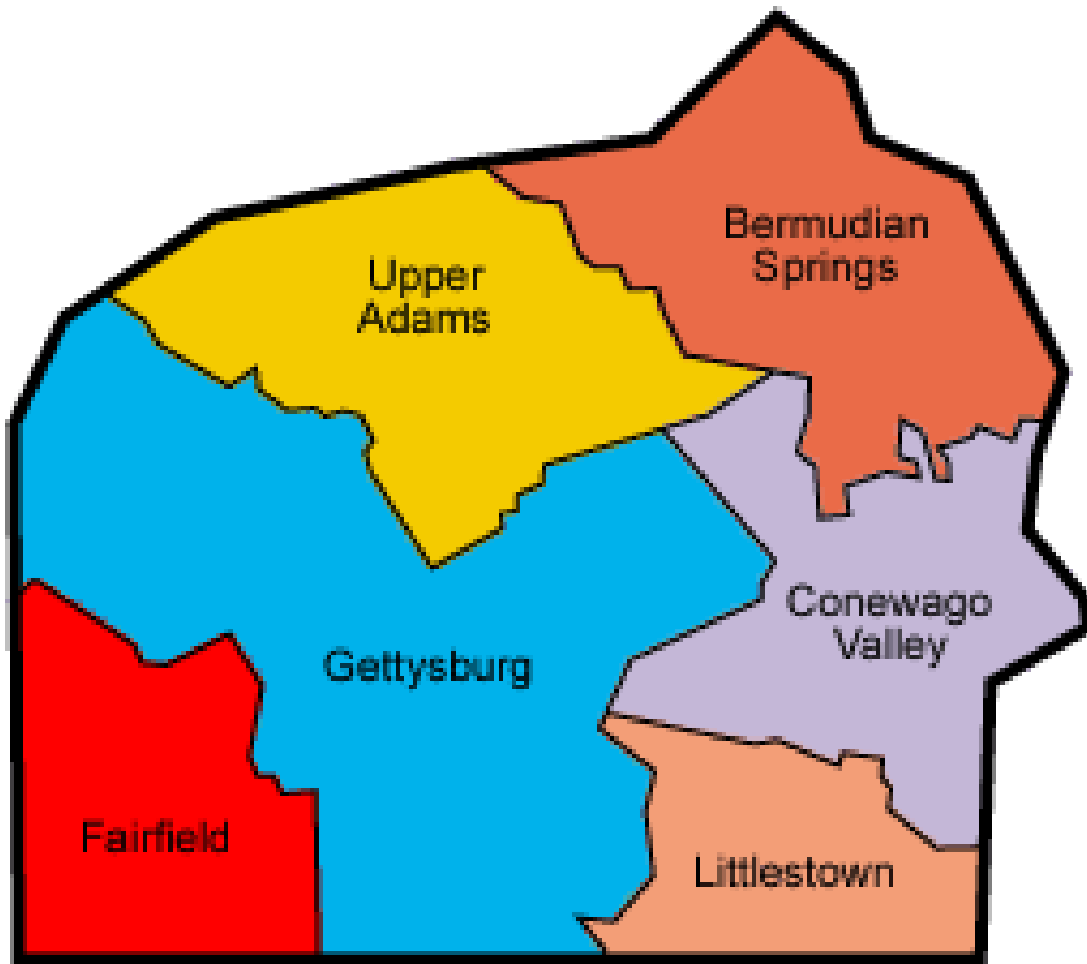 Bermudian
Springs
Upper
Adams
Conewago
Valley
Gettysburg
Fairfield
Littlestown